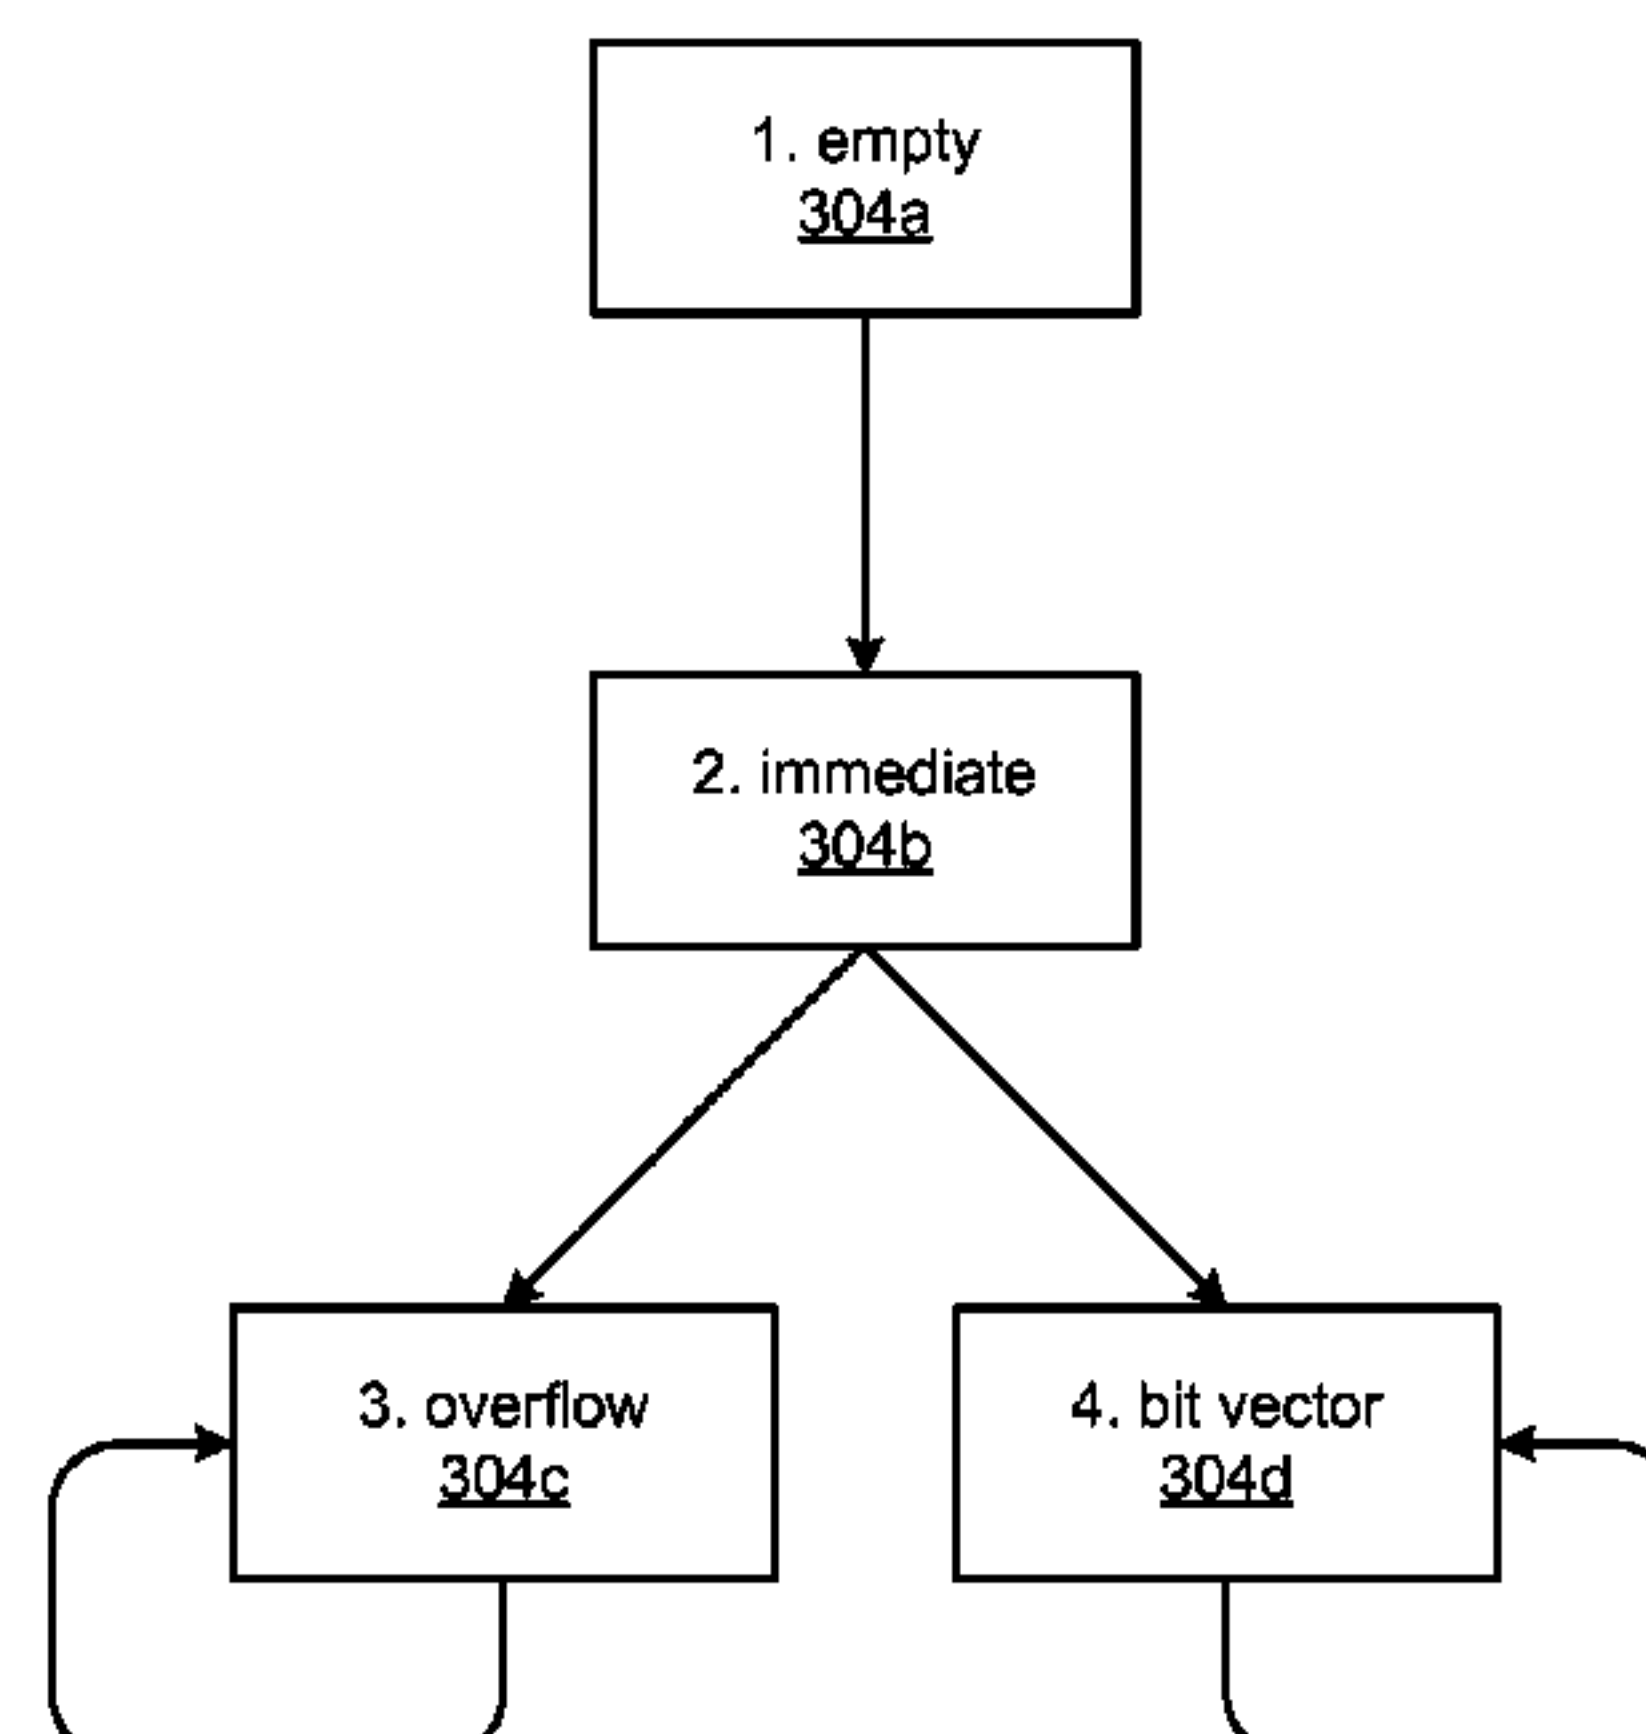 1. empty
304a
2. immediate
304b
3. overflow
304c
4. bit vector
304d